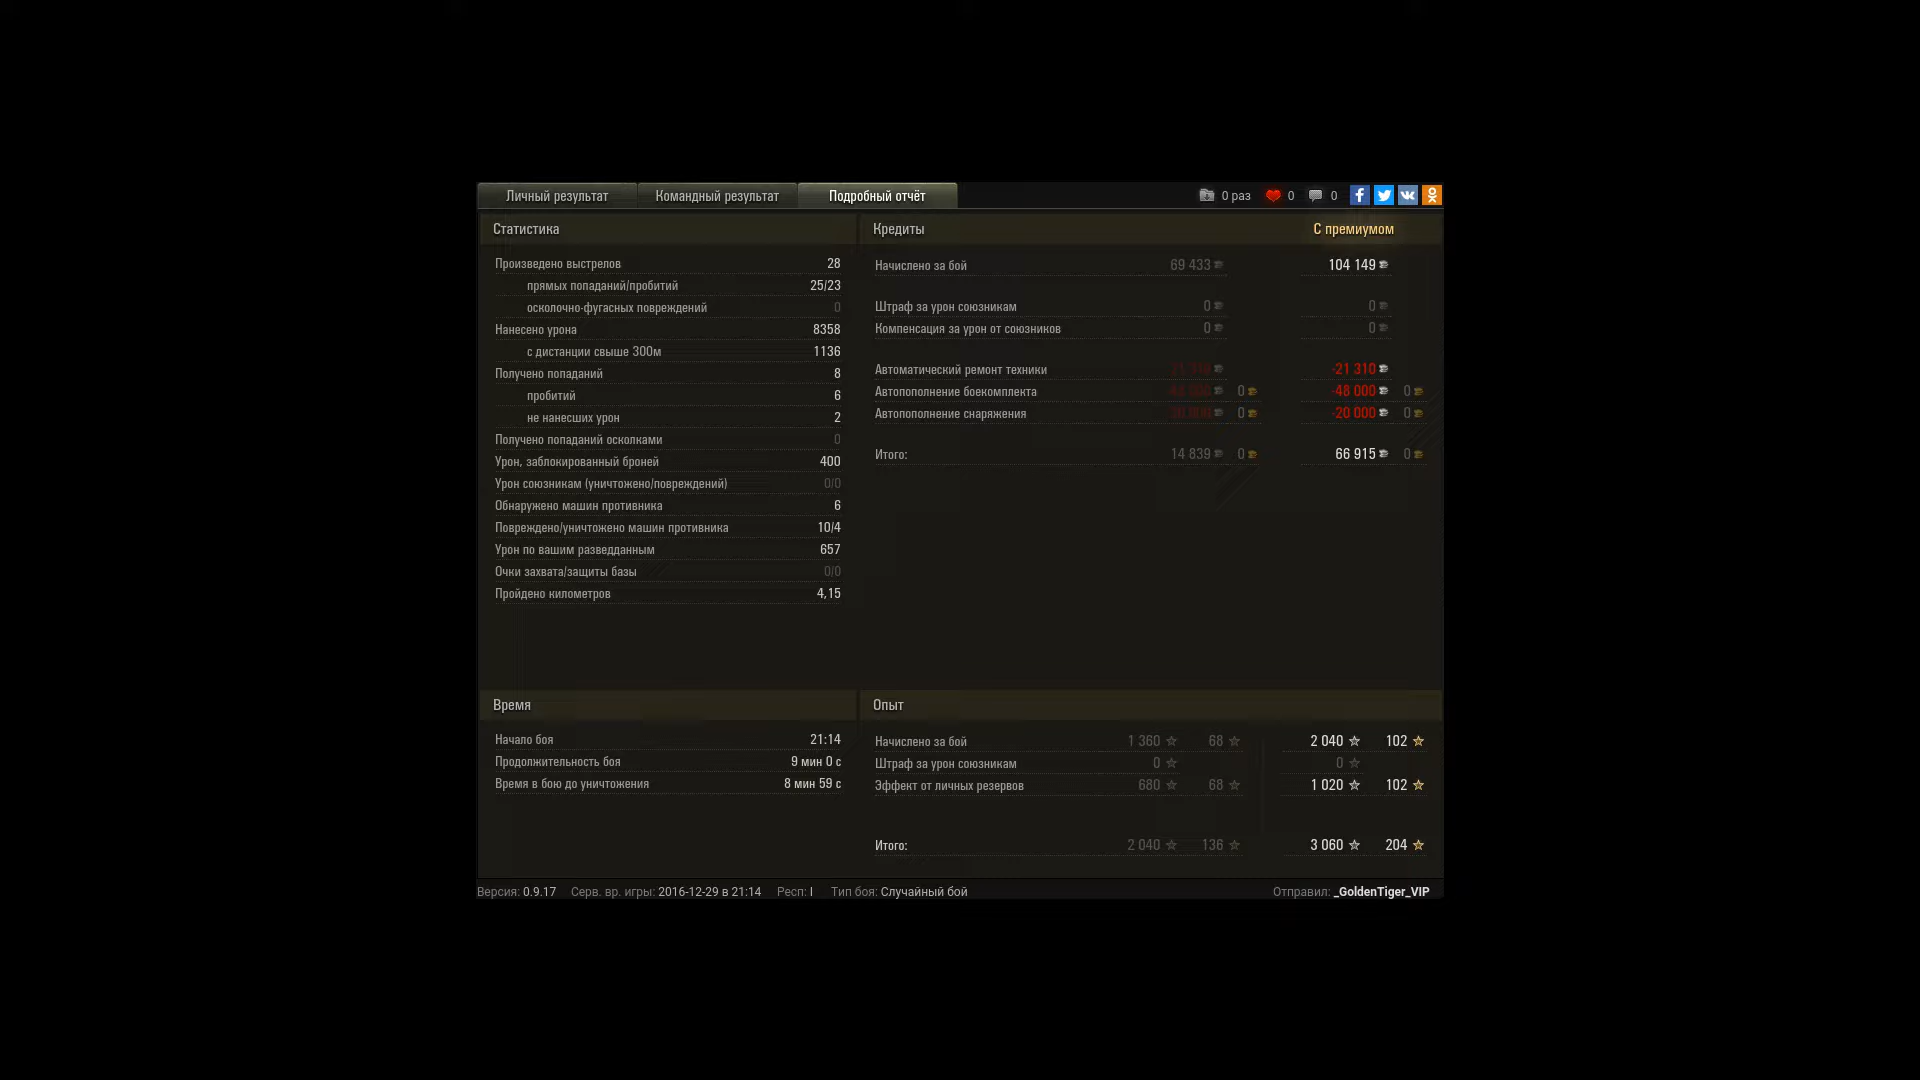 Личный результат Командный результат Подробный отчёт 0 раз 0 0
Статистика
Произведено выстрелов 28
прямых попаданий/пробитий 25/23
осколочно-фугасных повреждений 0
Нанесено урона 8358
с дистанции свыше 300м 1136
Получено попаданий 8
пробитий 6
не нанесших урон 2
Получено попаданий осколками 0
Урон, заблокированный броней 400
Урон союзникам (уничтожено/повреждений) 0/0
Обнаружено машин противника 6
Повреждено/уничтожено машин противника 10/4
Урон по вашим разведданным 657
Очки захвата/защиты базы 0/0
Пройдено километров 4,15
Кредиты С премиумом
Начислено за бой 69 433 104 149
Штраф за урон союзникам 0 0
Компенсация за урон от союзников 0 0
Автоматический ремонт техники -21 310
Автопополнение боекомплекта 0 -48 000 0
Автопополнение снаряжения 0 -20 000 0
Итого: 14 839 0 66 915 0
Время
Начало боя 21:14
Продолжительность боя 9 мин 0 с
Время в бою до уничтожения 8 мин 59 с
Опыт
Начислено за бой 1 360 68 2 040 102
Штраф за урон союзникам 0 0
Эффект от личных резервов 680 68 1 020 102
Итого: 2 040 136 3 060 204
Версия: 0.9.17 Серв. вр. игры: 2016-12-29 в 21:14 Респ: I Тип боя: Случайный бой Отправил: _GoldenTiger_VIP